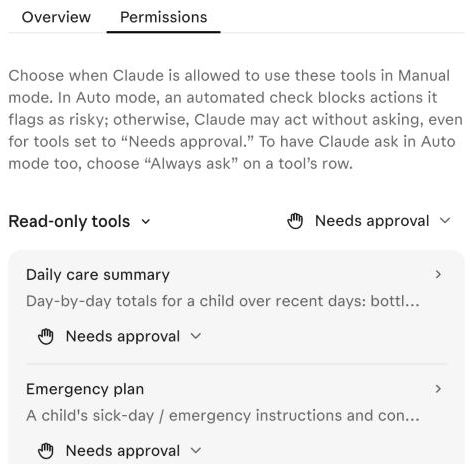 Overview Permissions
Choose when Claude is allowed to use these tools in Manual
mode. In Auto mode, an automated check blocks actions it
flags as risky; otherwise, Claude may act without asking, even
for tools set to “Needs approval.” To have Claude ask in Auto
mode too, choose “Always ask” on a tool’s row.
Read-only tools Needs approval
Daily care summary
Day-by-day totals for a child over recent days: bottl...
Needs approval
Emergency plan
A child's sick-day / emergency instructions and con...
Needs approval